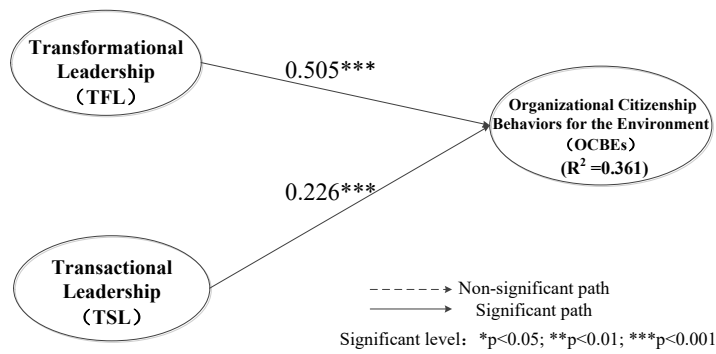 Transformational
Leadership
（TFL）
0.505***
Organizational Citizenship
Behaviors for the Environment
（OCBEs）
(R² =0.361)
0.226***
Transactional
Leadership
（TSL）
Non-significant path
Significant path
Significant level：*p<0.05; **p<0.01; ***p<0.001